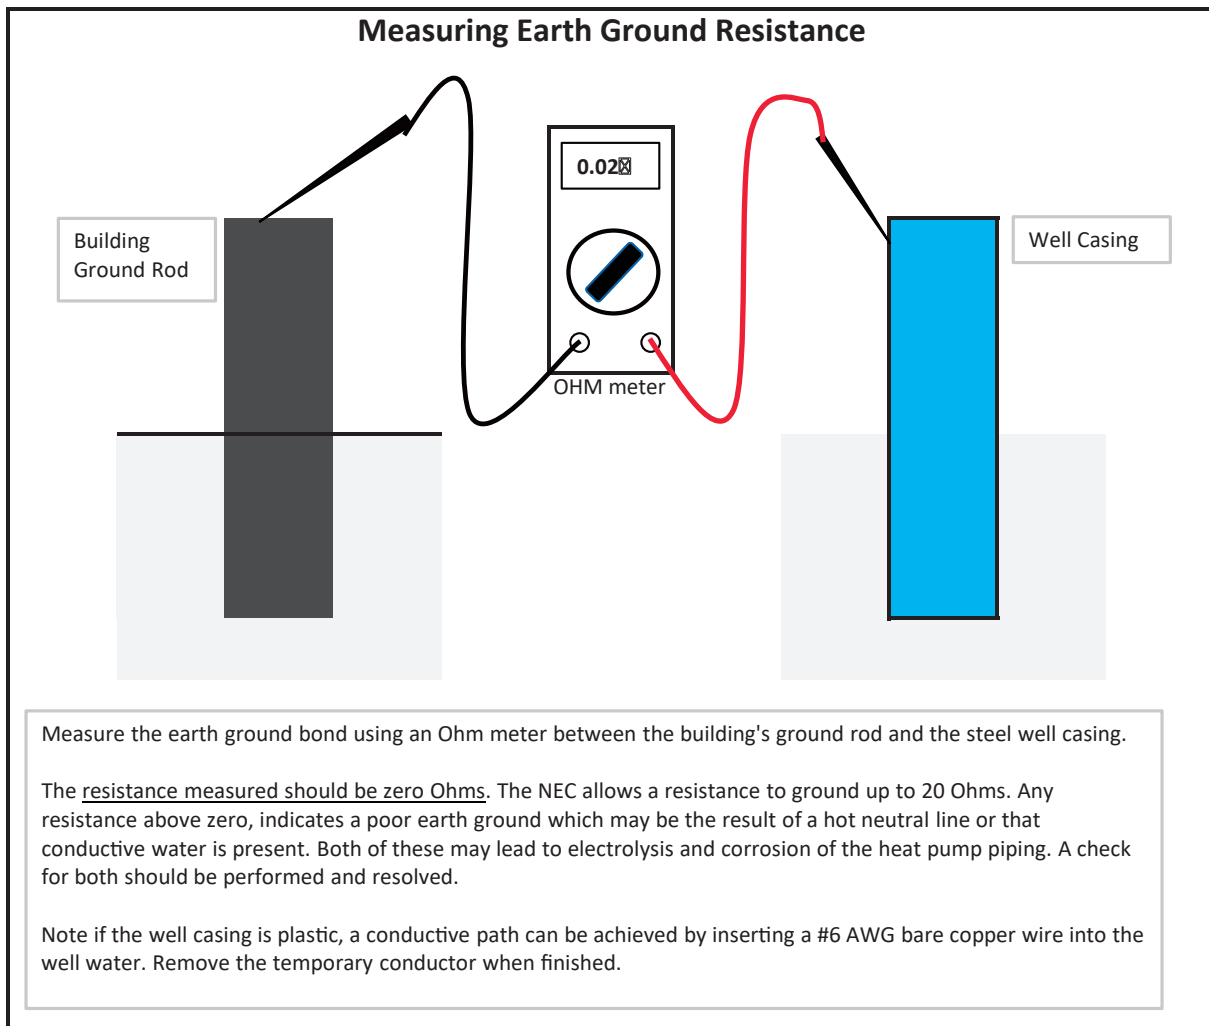 Measuring Earth Ground Resistance
0.02
Building
Ground Rod
Well Casing
OHM meter
Measure the earth ground bond using an Ohm meter between the building's ground rod and the steel well casing.
The resistance measured should be zero Ohms. The NEC allows a resistance to ground up to 20 Ohms. Any
resistance above zero, indicates a poor earth ground which may be the result of a hot neutral line or that
conductive water is present. Both of these may lead to electrolysis and corrosion of the heat pump piping. A check
for both should be performed and resolved.
Note if the well casing is plastic, a conductive path can be achieved by inserting a #6 AWG bare copper wire into the
well water. Remove the temporary conductor when finished.